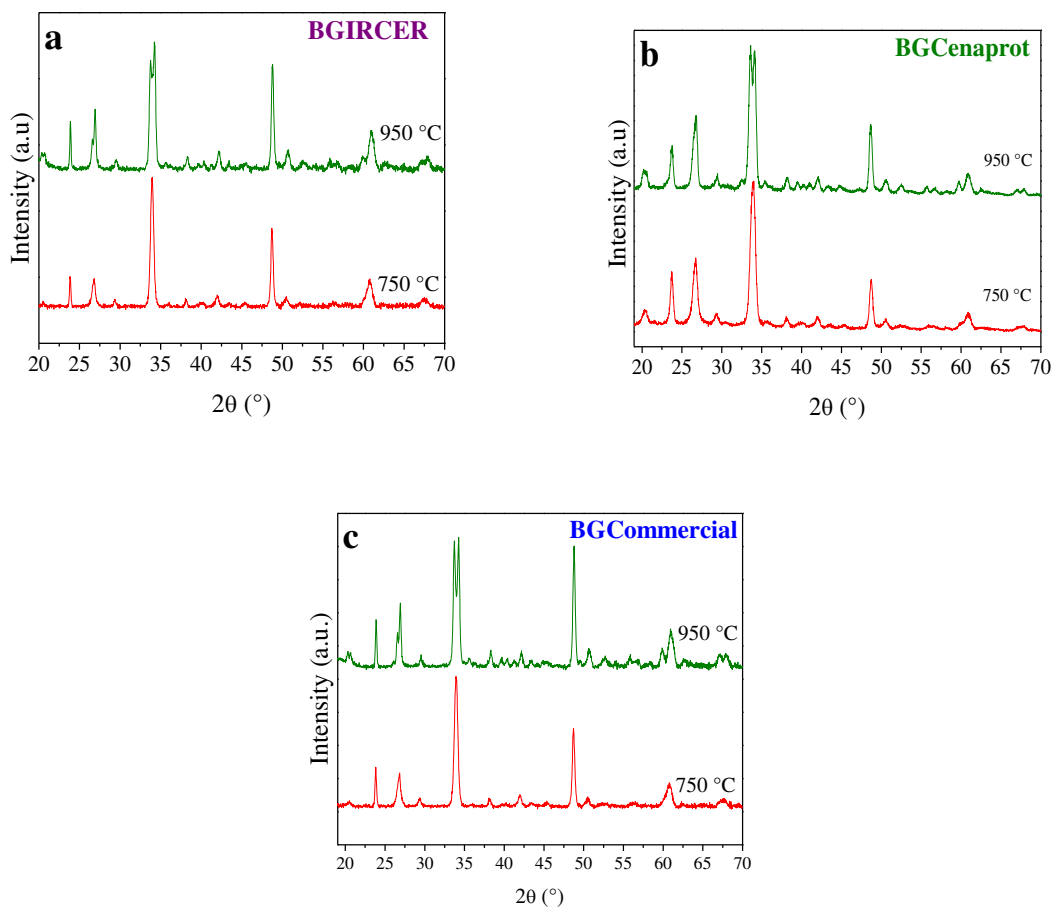 a
BGIRCER
Intensity (a.u)
950 °C
750 °C
20 25 30 35 40 45 50 55 60 65 70
2θ (°)
b
BGCenaprot
Intensity (a.u)
950 °C
750 °C
20 25 30 35 40 45 50 55 60 65 70
2θ (°)
c
BGCommercial
Intensity (a.u.)
950 °C
750 °C
20 25 30 35 40 45 50 55 60 65 70
2θ (°)